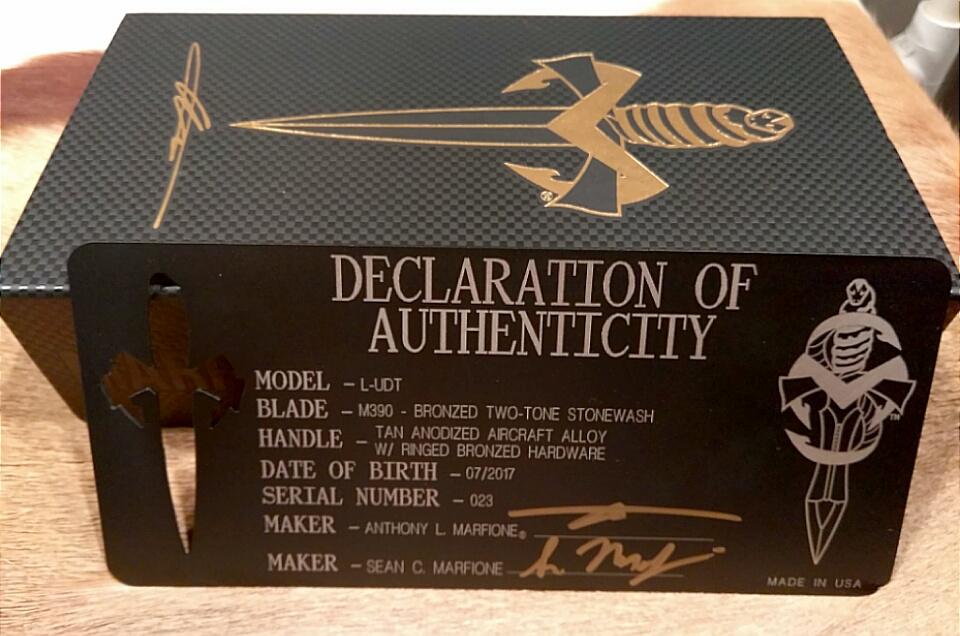 ®
DECLARATION OF
AUTHENTICITY
MODEL – L-UDT
BLADE – M390 - BRONZED TWO-TONE STONEWASH
HANDLE – TAN ANODIZED AIRCRAFT ALLOY
W/ RINGED BRONZED HARDWARE
DATE OF BIRTH – 07/2017
SERIAL NUMBER – 023
MAKER – ANTHONY L. MARFIONE®
MAKER – SEAN C. MARFIONE
TM
MADE IN USA